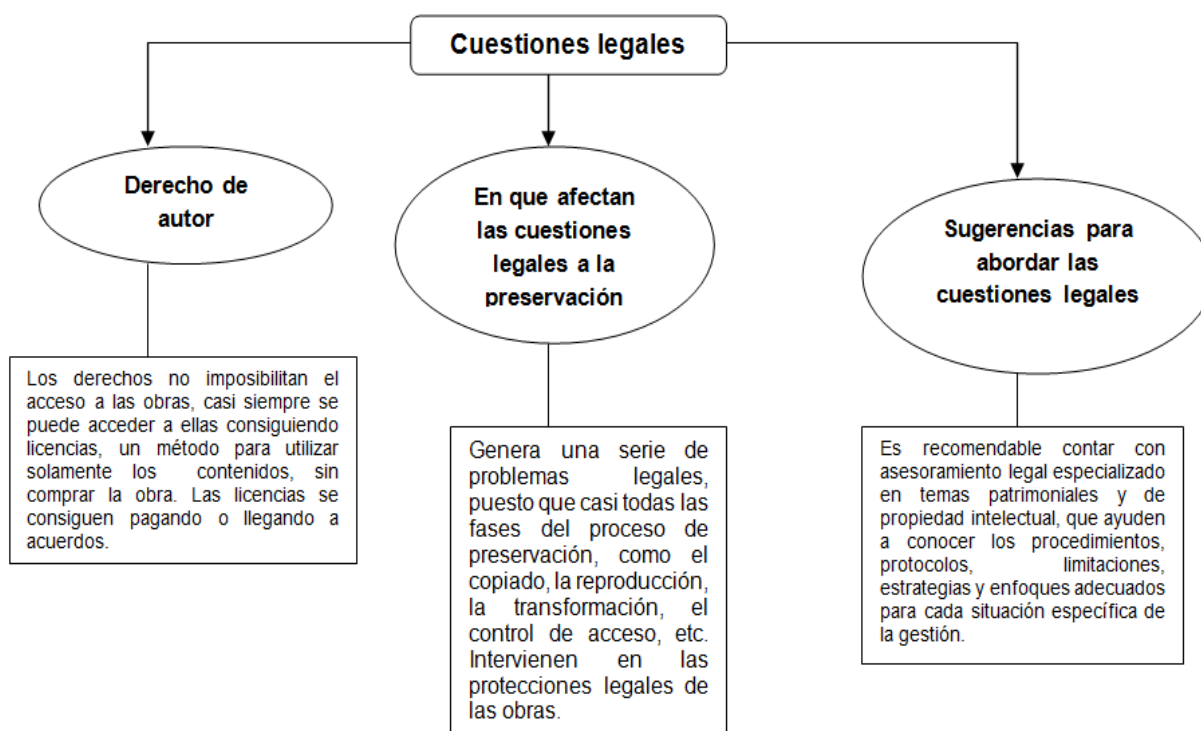 Cuestiones legales
Derecho de
autor
En que afectan
las cuestiones
legales a la
preservación
Sugerencias para
abordar las
cuestiones legales
Los derechos no imposibilitan el
acceso a las obras, casi siempre se
puede acceder a ellas consiguiendo
licencias, un método para utilizar
solamente los contenidos, sin
comprar la obra. Las licencias se
consiguen pagando o llegando a
acuerdos.
Genera una serie de
problemas legales,
puesto que casi todas las
fases del proceso de
preservación, como el
copiado, la reproducción,
la transformación, el
control de acceso, etc.
Intervienen en las
protecciones legales de
las obras.
Es recomendable contar con
asesoramiento legal especializado
en temas patrimoniales y de
propiedad intelectual, que ayuden
a conocer los procedimientos,
protocolos, limitaciones,
estrategias y enfoques adecuados
para cada situación específica de
la gestión.